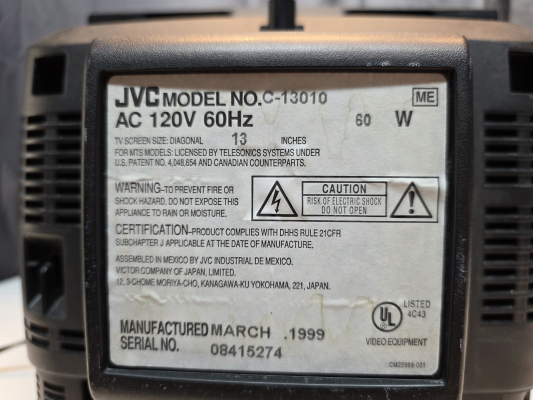 JVC MODEL NO. C-13010 ME
AC 120V 60Hz 60 W
TV SCREEN SIZE: DIAGONAL 13 INCHES
FOR MTS MODELS: LICENSED BY TELESONICS SYSTEMS UNDER
U.S. PATENT NO. 4,048,654 AND CANADIAN COUNTERPARTS.
WARNING-TO PREVENT FIRE OR
SHOCK HAZARD, DO NOT EXPOSE THIS
APPLIANCE TO RAIN OR MOISTURE.
CAUTION
RISK OF ELECTRIC SHOCK
DO NOT OPEN
CERTIFICATION-PRODUCT COMPLIES WITH DHHS RULE 21CFR
SUBCHAPTER J APPLICABLE AT THE DATE OF MANUFACTURE.
ASSEMBLED IN MEXICO BY JVC INDUSTRIAL DE MEXICO.
VICTOR COMPANY OF JAPAN, LIMITED.
12, 3-CHOME MORIYA-CHO, KANAGAWA-KU YOKOHAMA, 221, JAPAN.
UL LISTED
4C43
VIDEO EQUIPMENT
MANUFACTURED MARCH ,1999
SERIAL NO. 08415274